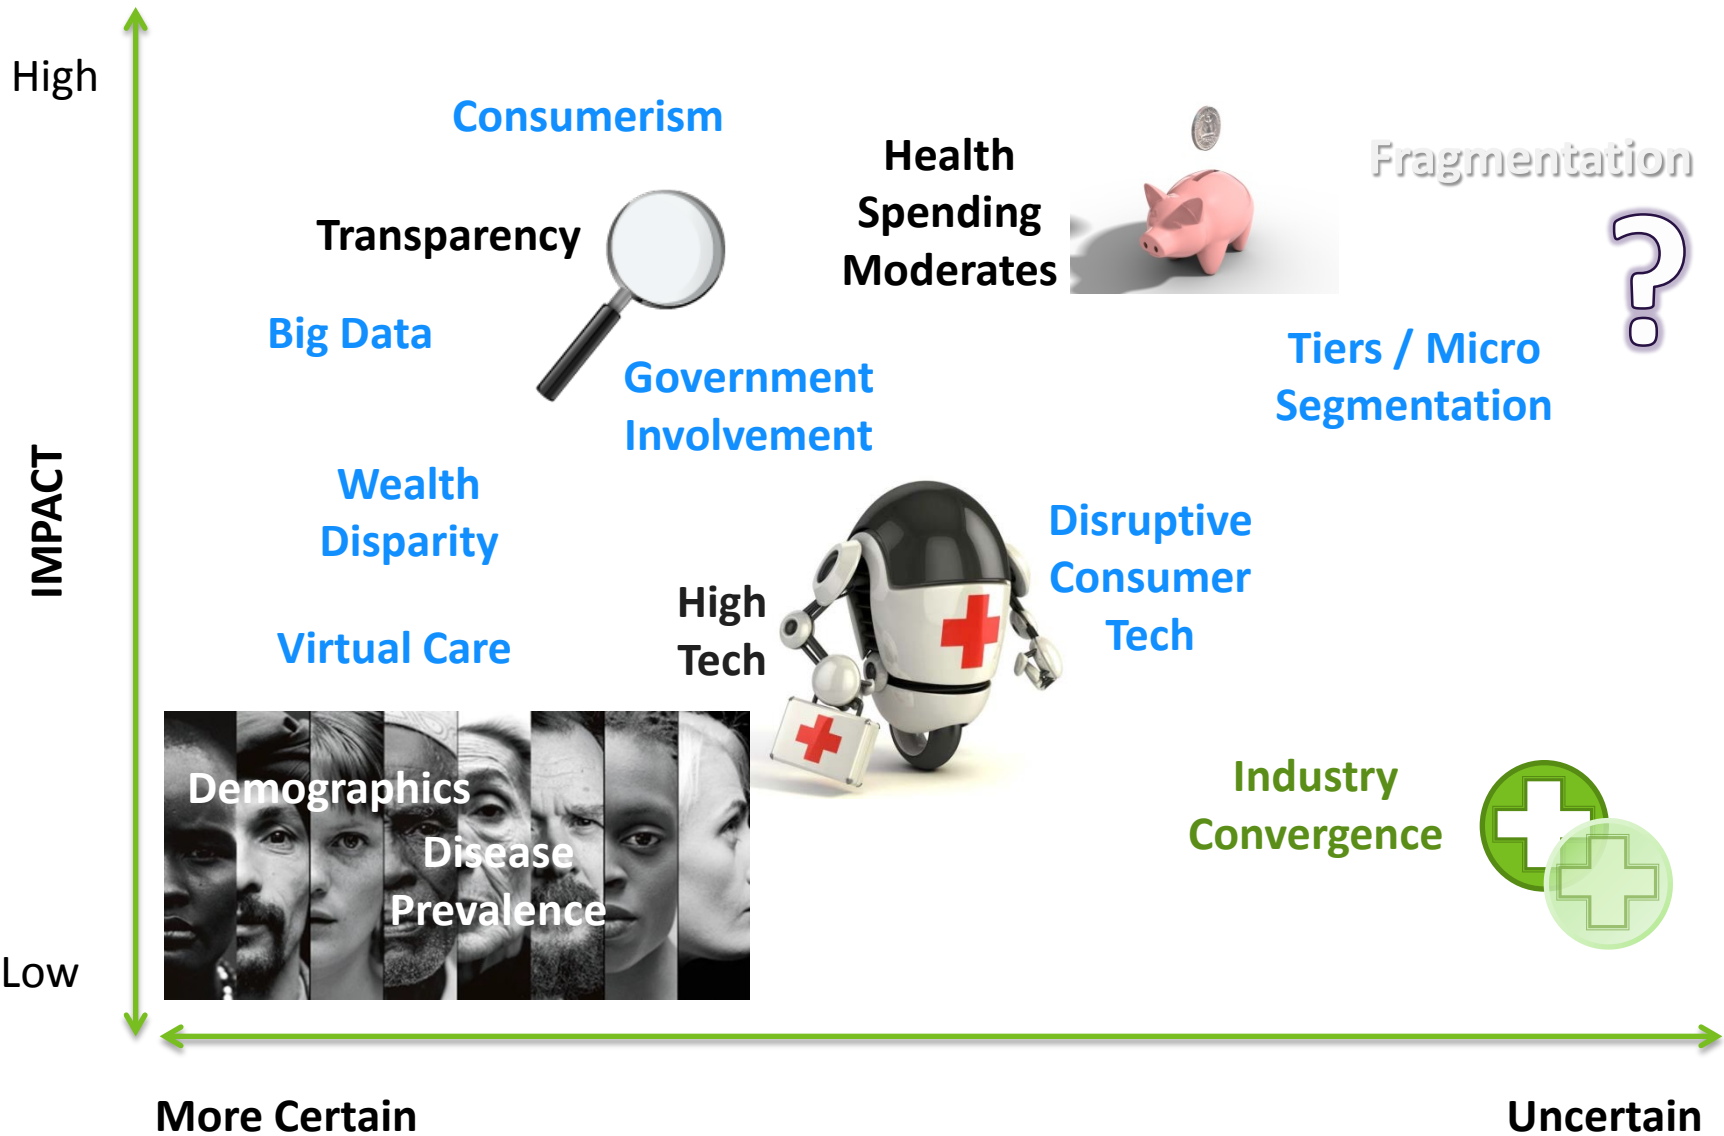 High
Consumerism
Health
Spending
Moderates
Fragmentation
Transparency
?
Big Data
Tiers / Micro
Segmentation
Government
Involvement
IMPACT
Wealth
Disparity
Disruptive
Consumer
Tech
High
Tech
Virtual Care
Demographics
Disease
Prevalence
Industry
Convergence
Low
More Certain
Uncertain